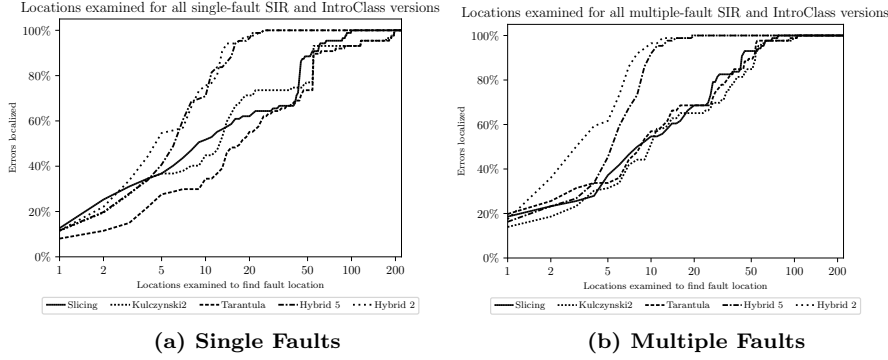 Locations examined for all single-fault SIR and IntroClass versions
100%
80%
60%
40%
20%
0%
Errors localized
1 2 5 10 20 50 100 200
Locations examined to find fault location
Slicing Kulczynski2 Tarantula Hybrid 5 Hybrid 2
(a) Single Faults
Locations examined for all multiple-fault SIR and IntroClass versions
100%
80%
60%
40%
20%
0%
Errors localized
1 2 5 10 20 50 100 200
Locations examined to find fault location
Slicing Kulczynski2 Tarantula Hybrid 5 Hybrid 2
(b) Multiple Faults